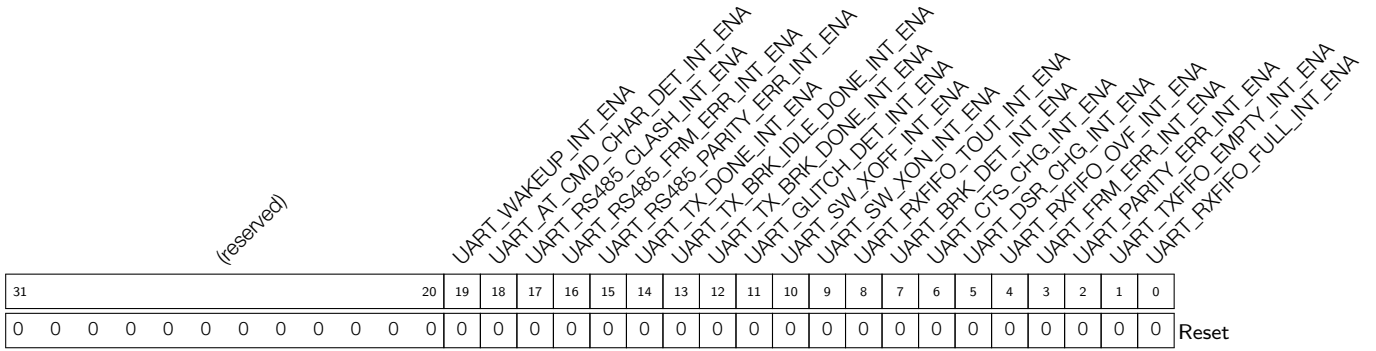 (reserved)
UART_WAKEUP_INT_ENA
UART_AT_CMD_CHAR_DET_INT_ENA
UART_RS485_CLASH_INT_ENA
UART_RS485_FRM_ERR_INT_ENA
UART_RS485_PARITY_ERR_INT_ENA
UART_TX_DONE_INT_ENA
UART_TX_BRK_IDLE_DONE_INT_ENA
UART_TX_BRK_DONE_INT_ENA
UART_GLITCH_DET_INT_ENA
UART_SW_XOFF_INT_ENA
UART_SW_XON_INT_ENA
UART_RXFIFO_TOUT_INT_ENA
UART_BRK_DET_INT_ENA
UART_CTS_CHG_INT_ENA
UART_DSR_CHG_INT_ENA
UART_RXFIFO_OVF_INT_ENA
UART_FRM_ERR_INT_ENA
UART_PARITY_ERR_INT_ENA
UART_TXFIFO_EMPTY_INT_ENA
UART_RXFIFO_FULL_INT_ENA
31 20 19 18 17 16 15 14 13 12 11 10 9 8 7 6 5 4 3 2 1 0
0 0 0 0 0 0 0 0 0 0 0 0 0 0 0 0 0 0 0 0 0 0 0 0 0 0 0 0 0 0 0 0 Reset